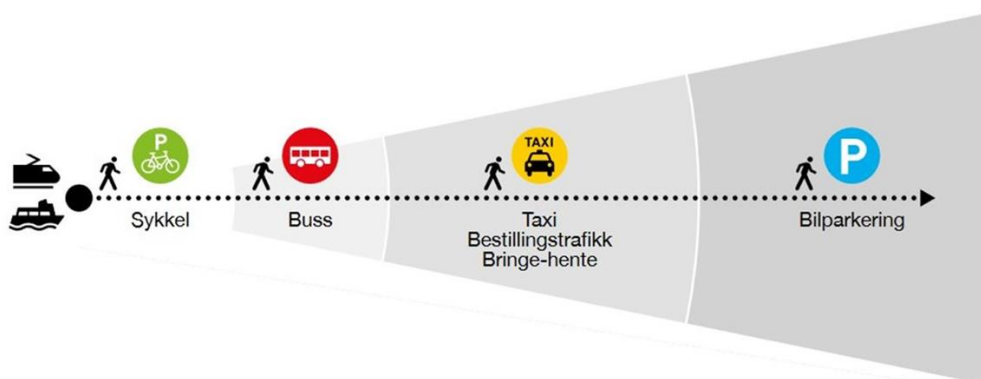 P
TAXI
P
Sykkel
Buss
Taxi
Bestillingstrafikk
Bringe-hente
Bilparkering